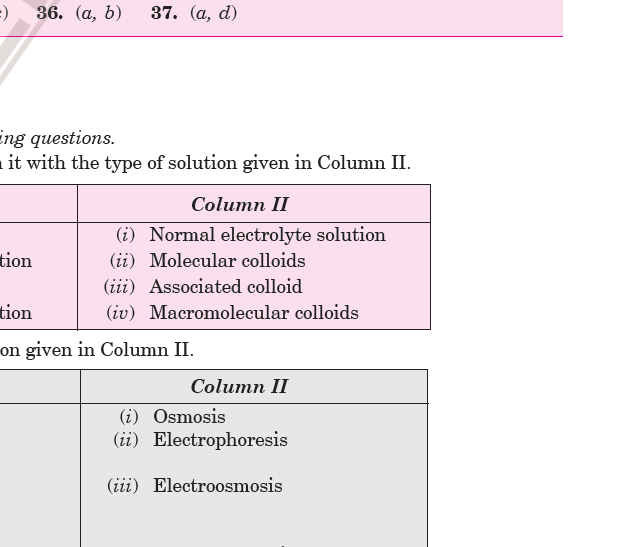 36. (a, b) 37. (a, d)
ing questions.
it with the type of solution given in Column II.
Column II
(i) Normal electrolyte solution
tion (ii) Molecular colloids
(iii) Associated colloid
tion (iv) Macromolecular colloids
on given in Column II.
Column II
(i) Osmosis
(ii) Electrophoresis
(iii) Electroosmosis